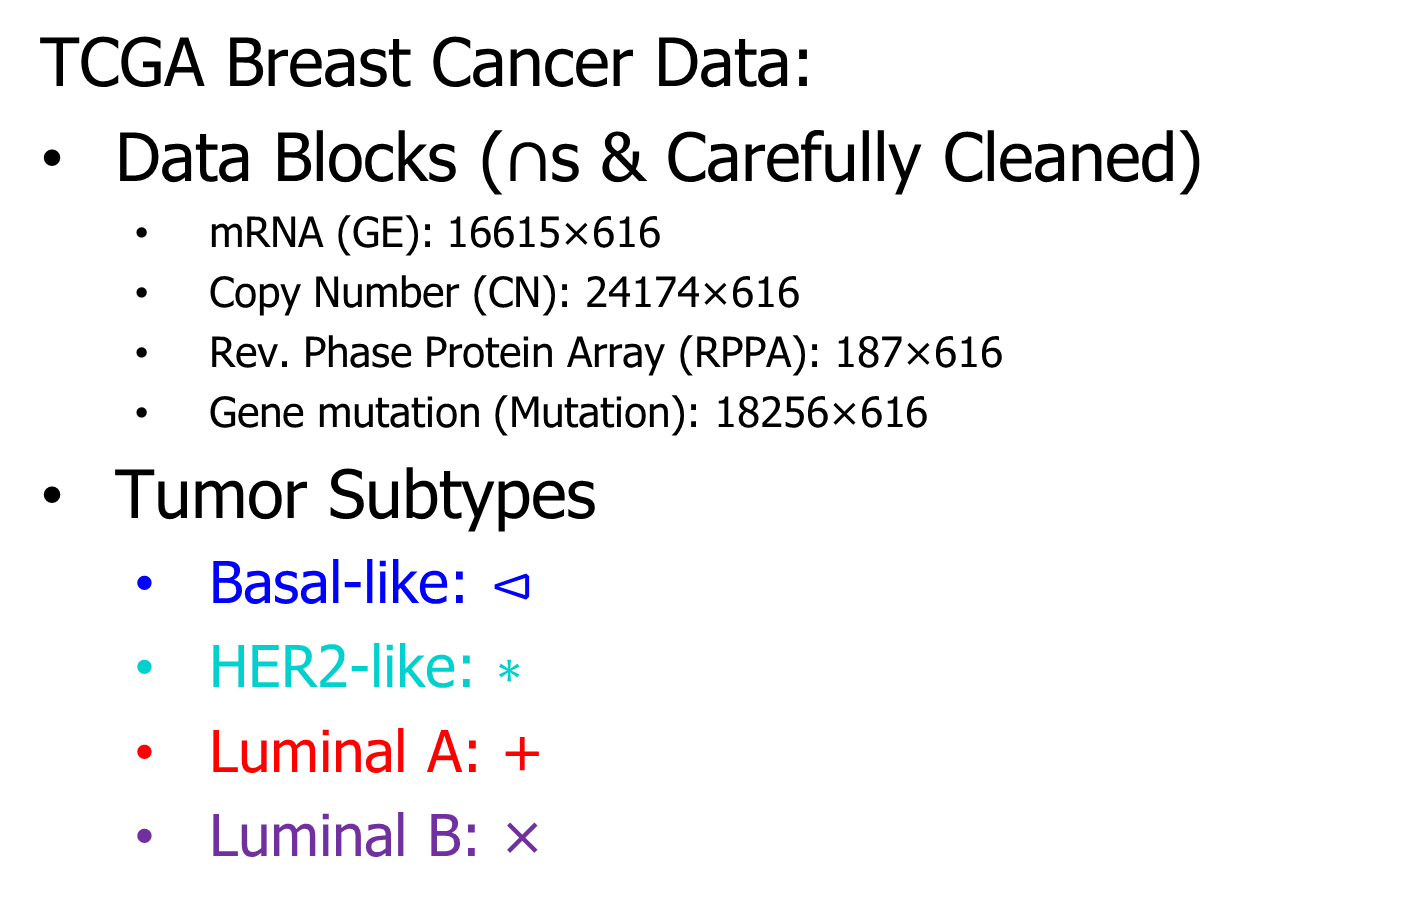 TCGA Breast Cancer Data:
• Data Blocks (∩s & Carefully Cleaned)
• mRNA (GE): 16615×616
• Copy Number (CN): 24174×616
• Rev. Phase Protein Array (RPPA): 187×616
• Gene mutation (Mutation): 18256×616
• Tumor Subtypes
• Basal-like: ⊲
• HER2-like: ∗
• Luminal A: +
• Luminal B: ×